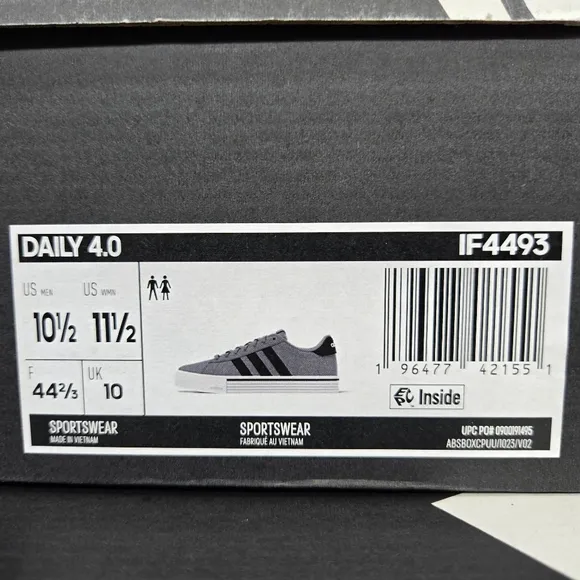 DAILY 4.0 IF4493
US MEN US WMN
10½ 11½
F UK
44⅔ 10
1 96477 42155 1
Inside
SPORTSWEAR SPORTSWEAR UPC PO# 0900191495
MADE IN VIETNAM FABRIQUÉ AU VIETNAM ABSBOXCPUU/1023/V02